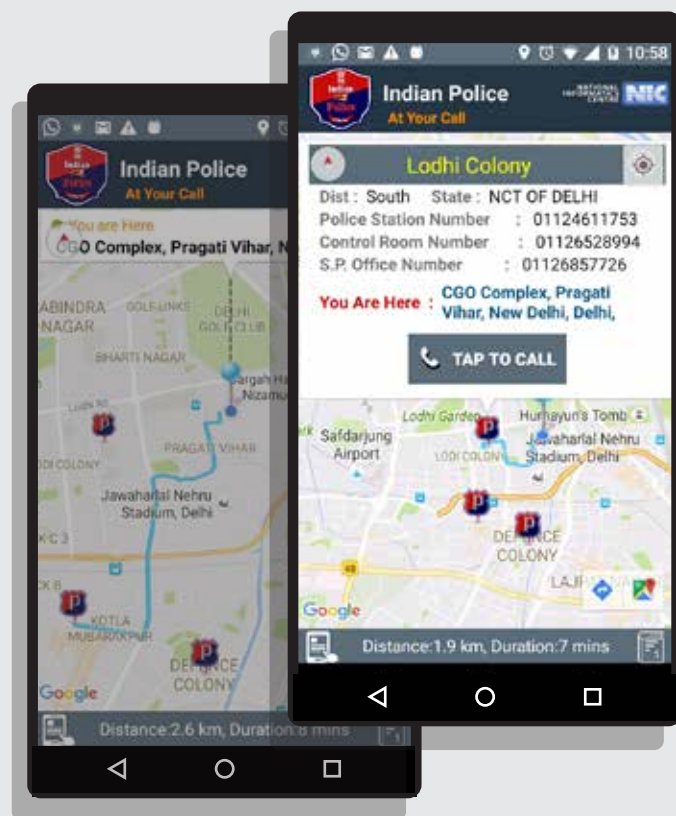 Indian Police
At Your Call
You are Here
CGO Complex, Pragati Vihar, N
GOLF LINKS
DELHI
GOLF CLUB
NAGAR
BHARTI NAGAR
PRAGATI VIHAR
Jawaharlal Nehru
Stadium, Delhi
KOTLA
MUBARAKPUR
COLONY
Google
Distance:2.6 km, Duration:8 mins
10:58
Indian Police
At Your Call
NATIONAL
INFORMATICS
CENTRE
NIC
Lodhi Colony
Dist : South State : NCT OF DELHI
Police Station Number : 01124611753
Control Room Number : 01126528994
S.P. Office Number : 01126857726
You Are Here : CGO Complex, Pragati
Vihar, New Delhi, Delhi,
TAP TO CALL
Lodhi Garden
Humayun's Tomb
Safdarjung
Airport
Jawaharlal Nehru
Stadium, Delhi
LODI COLONY
COLONY
Google
Distance:1.9 km, Duration:7 mins